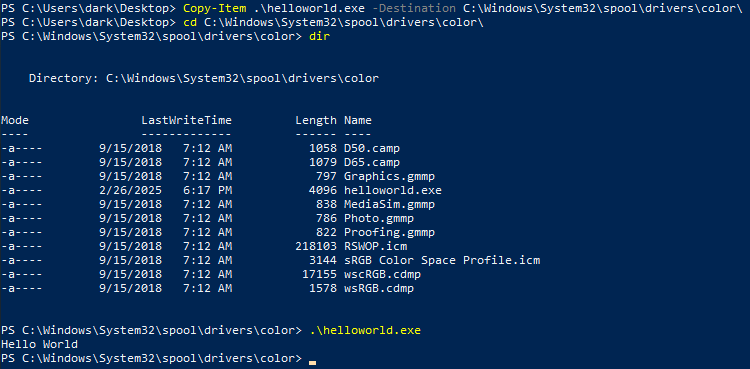 PS C:\Users\dark\Desktop> Copy-Item .\helloworld.exe -Destination C:\Windows\System32\spool\drivers\color\
PS C:\Users\dark\Desktop> cd C:\Windows\System32\spool\drivers\color\
PS C:\Windows\System32\spool\drivers\color> dir
Directory: C:\Windows\System32\spool\drivers\color
Mode LastWriteTime Length Name
---- ------------- ------ ----
-a---- 9/15/2018 7:12 AM 1058 D50.camp
-a---- 9/15/2018 7:12 AM 1079 D65.camp
-a---- 9/15/2018 7:12 AM 797 Graphics.gmmp
-a---- 2/26/2025 6:17 PM 4096 helloworld.exe
-a---- 9/15/2018 7:12 AM 838 MediaSim.gmmp
-a---- 9/15/2018 7:12 AM 786 Photo.gmmp
-a---- 9/15/2018 7:12 AM 822 Proofing.gmmp
-a---- 9/15/2018 7:12 AM 218103 RSWOP.icm
-a---- 9/15/2018 7:12 AM 3144 sRGB Color Space Profile.icm
-a---- 9/15/2018 7:12 AM 17155 wscRGB.cdmp
-a---- 9/15/2018 7:12 AM 1578 wsRGB.cdmp
PS C:\Windows\System32\spool\drivers\color> .\helloworld.exe
Hello World
PS C:\Windows\System32\spool\drivers\color>